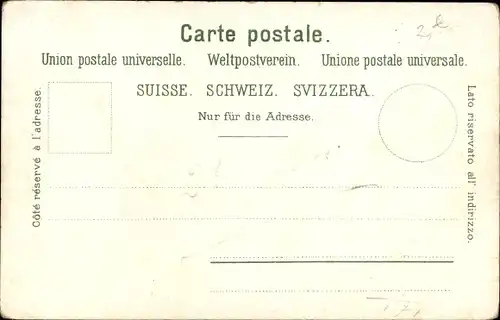 Carte postale.
Union postale universelle. Weltpostverein. Unione postale universale.
SUISSE. SCHWEIZ. SVIZZERA.
Nur für die Adresse.
Côté réservé à l'adresse.
Lato riservato all' indirizzo.